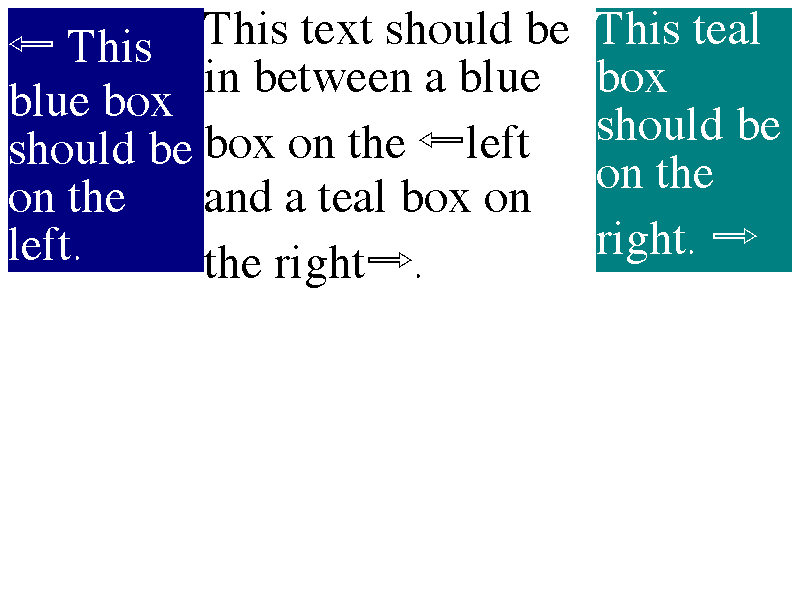 ⇦ This
blue box
should be
on the
left.
This text should be
in between a blue
box on the ⇦left
and a teal box on
the right⇨.
This teal
box
should be
on the
right. ⇨